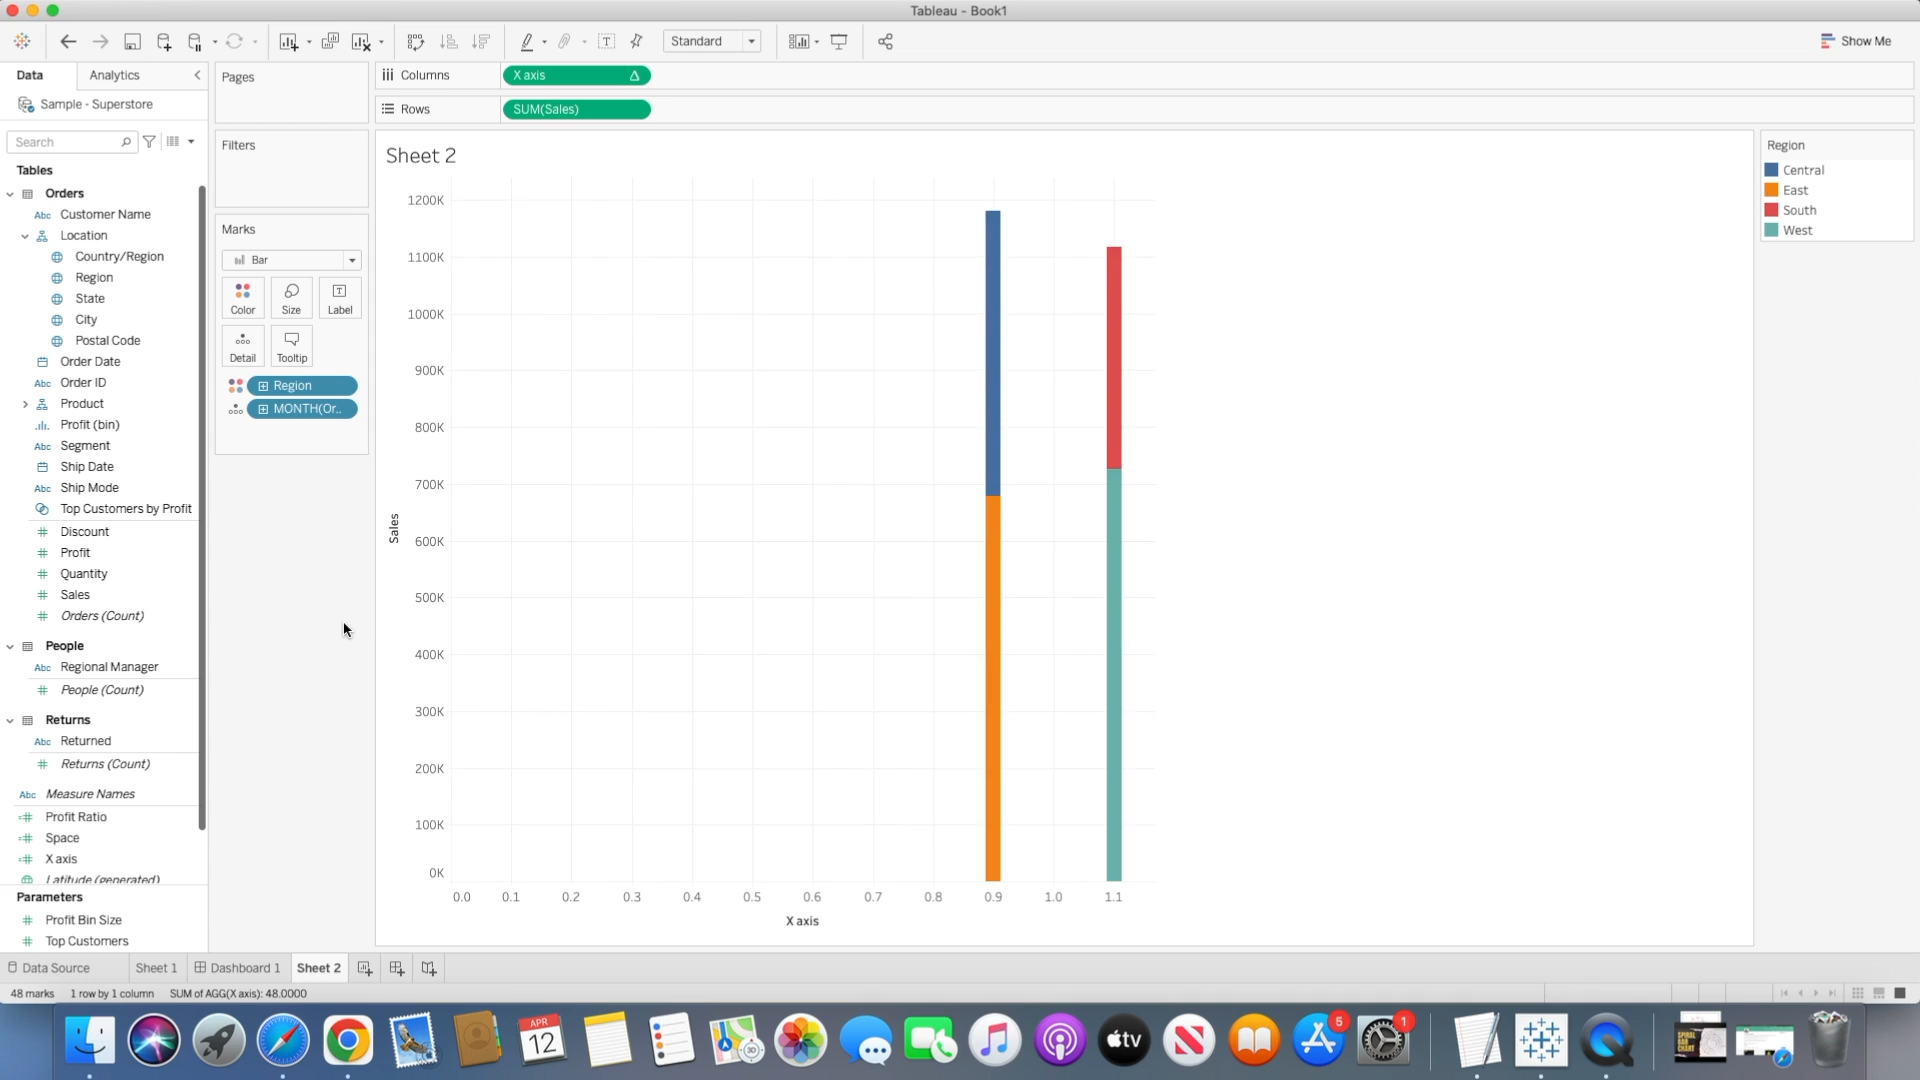 Tableau - Book1
Standard
Show Me
Data
Analytics
Sample - Superstore
Search
Tables
Orders
Abc Customer Name
Location
Country/Region
Region
State
City
Postal Code
Order Date
Abc Order ID
Product
Profit (bin)
Abc Segment
Ship Date
Abc Ship Mode
Top Customers by Profit
# Discount
# Profit
# Quantity
# Sales
# Orders (Count)
People
Abc Regional Manager
# People (Count)
Returns
Abc Returned
# Returns (Count)
Abc Measure Names
=# Profit Ratio
=# Space
=# X axis
Latitude (generated)
Parameters
# Profit Bin Size
# Top Customers
Pages
Filters
Marks
Bar
Color
Size
Label
Detail
Tooltip
Region
MONTH(Or..
Columns
X axis
Rows
SUM(Sales)
Sheet 2
1200K
1100K
1000K
900K
800K
700K
600K
500K
400K
300K
200K
100K
0K
Sales
0.0 0.1 0.2 0.3 0.4 0.5 0.6 0.7 0.8 0.9 1.0 1.1
X axis
Region
Central
East
South
West
Data Source
Sheet 1
Dashboard 1
Sheet 2
48 marks
1 row by 1 column
SUM of AGG(X axis): 48.0000
APR
12
tv
5
1